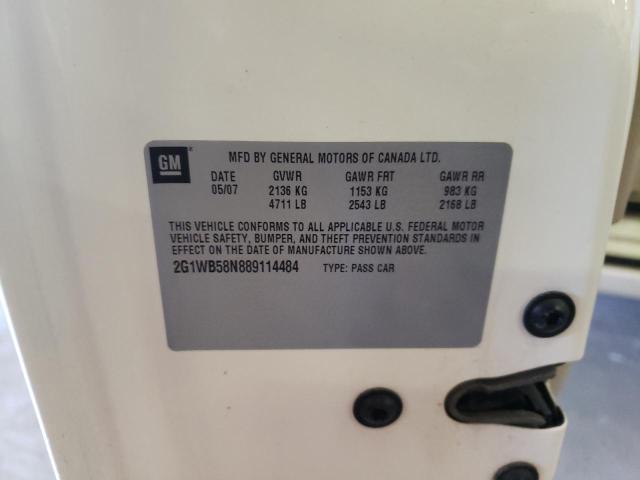 GM
MFD BY GENERAL MOTORS OF CANADA LTD.
DATE GVWR GAWR FRT GAWR RR
05/07 2136 KG 1153 KG 983 KG
4711 LB 2543 LB 2168 LB
THIS VEHICLE CONFORMS TO ALL APPLICABLE U.S. FEDERAL MOTOR
VEHICLE SAFETY, BUMPER, AND THEFT PREVENTION STANDARDS IN
EFFECT ON THE DATE OF MANUFACTURE SHOWN ABOVE.
2G1WB58N889114484 TYPE: PASS CAR